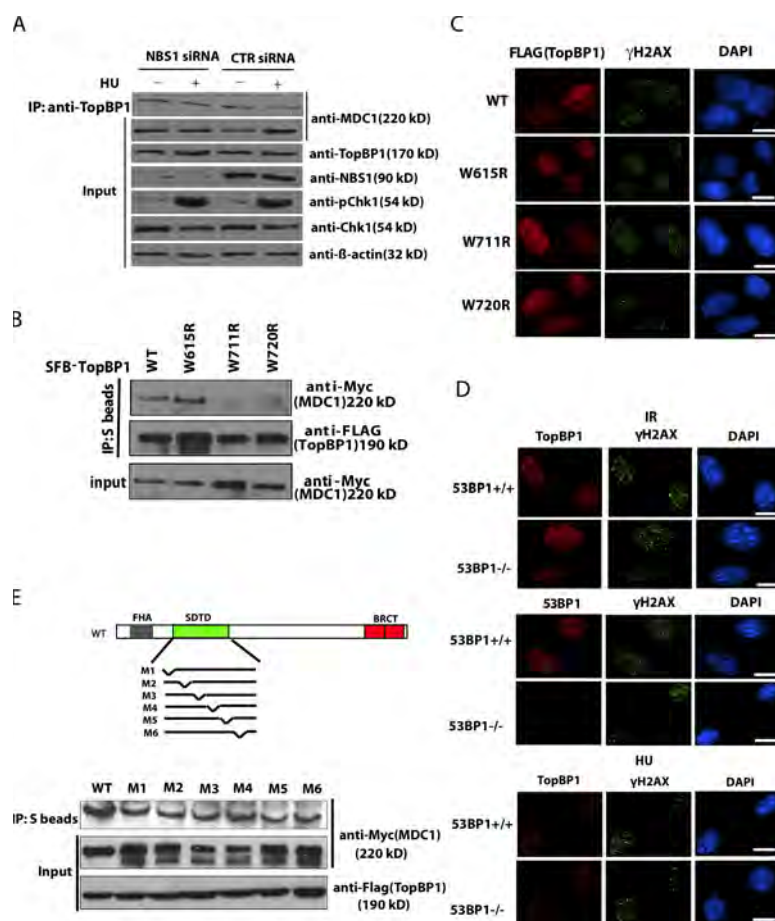 A
NBS1 siRNA CTR siRNA
HU − + − +
IP: anti-TopBP1
anti-MDC1(220 kD)
anti-TopBP1(170 kD)
anti-NBS1(90 kD)
Input
anti-pChk1(54 kD)
anti-Chk1(54 kD)
anti-ß-actin(32 kD)
B
SFB-TopBP1
WT W615R W711R W720R
IP:S beads
anti-Myc
(MDC1)220 kD
anti-FLAG
(TopBP1)190 kD
input
anti-Myc
(MDC1)220 kD
C
FLAG(TopBP1) γH2AX DAPI
WT
W615R
W711R
W720R
D
IR
TopBP1 γH2AX DAPI
53BP1+/+
53BP1-/-
53BP1 γH2AX DAPI
53BP1+/+
53BP1-/-
HU
TopBP1 γH2AX DAPI
53BP1+/+
53BP1-/-
E
FHA SDTD BRCT
WT
M1
M2
M3
M4
M5
M6
WT M1 M2 M3 M4 M5 M6
IP: S beads
anti-Myc(MDC1)
(220 kD)
Input
anti-Flag(TopBP1)
(190 kD)